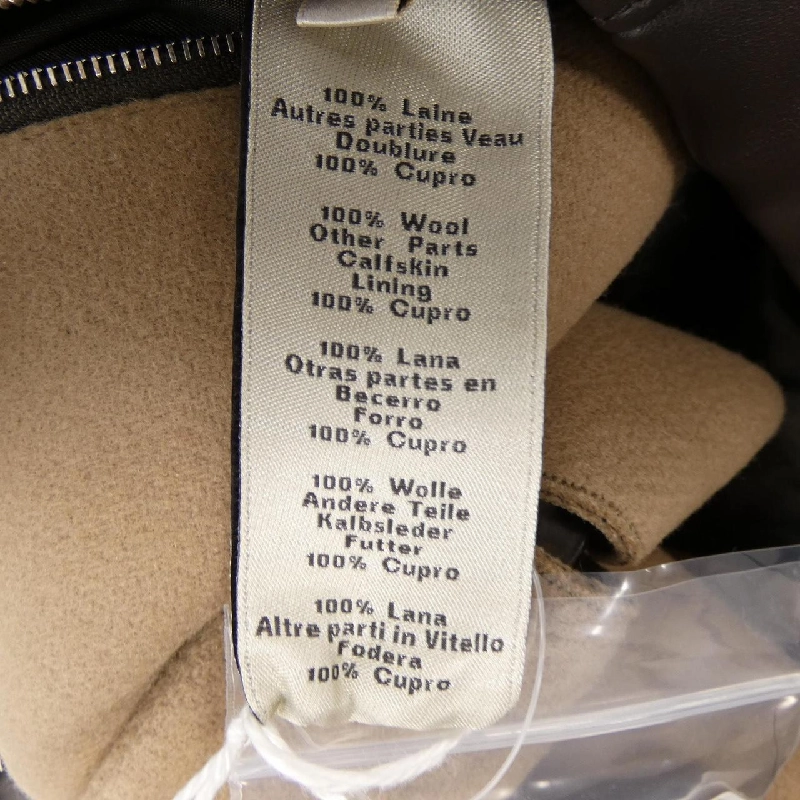 100% Laine
Autres parties Veau
Doublure
100% Cupro
100% Wool
Other Parts
Calfskin
Lining
100% Cupro
100% Lana
Otras partes en
Becerro
Forro
100% Cupro
100% Wolle
Andere Teile
Kalbsleder
Futter
100% Cupro
100% Lana
Altre parti in Vitello
Fodera
100% Cupro